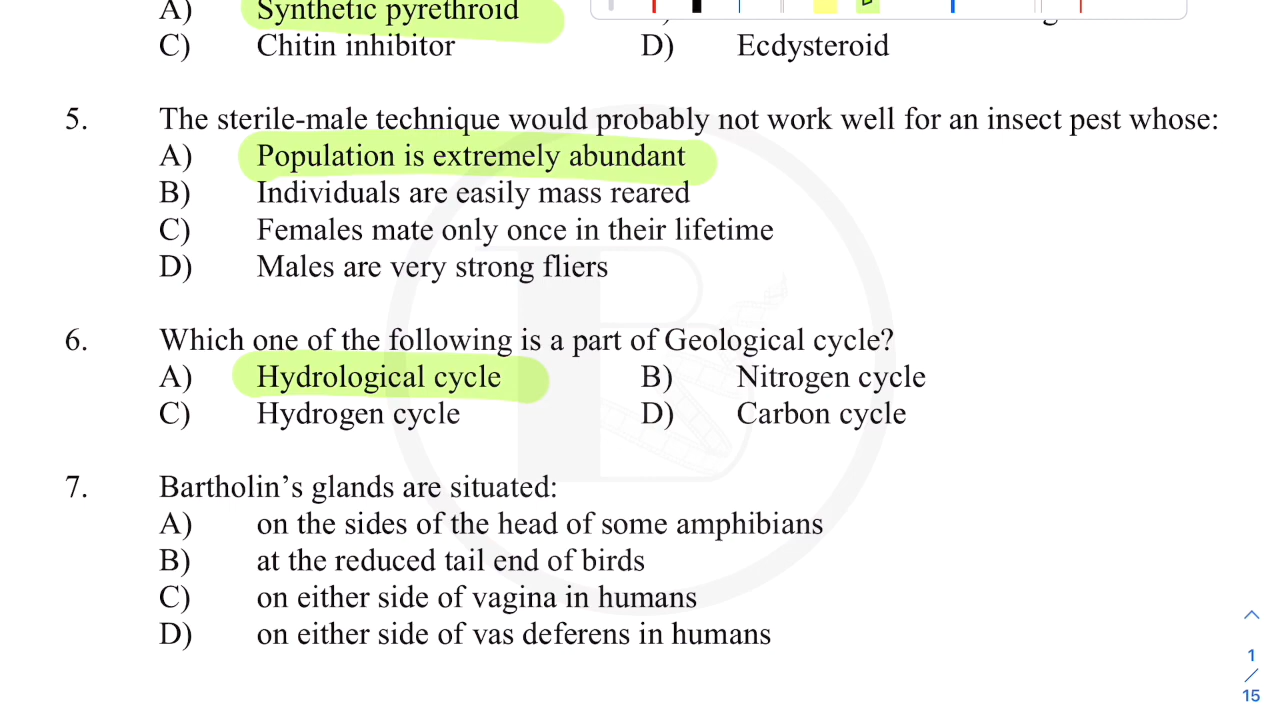 A) Synthetic pyrethroid
C) Chitin inhibitor D) Ecdysteroid
5. The sterile-male technique would probably not work well for an insect pest whose:
A) Population is extremely abundant
B) Individuals are easily mass reared
C) Females mate only once in their lifetime
D) Males are very strong fliers
6. Which one of the following is a part of Geological cycle?
A) Hydrological cycle B) Nitrogen cycle
C) Hydrogen cycle D) Carbon cycle
7. Bartholin’s glands are situated:
A) on the sides of the head of some amphibians
B) at the reduced tail end of birds
C) on either side of vagina in humans
D) on either side of vas deferens in humans
1
/
15